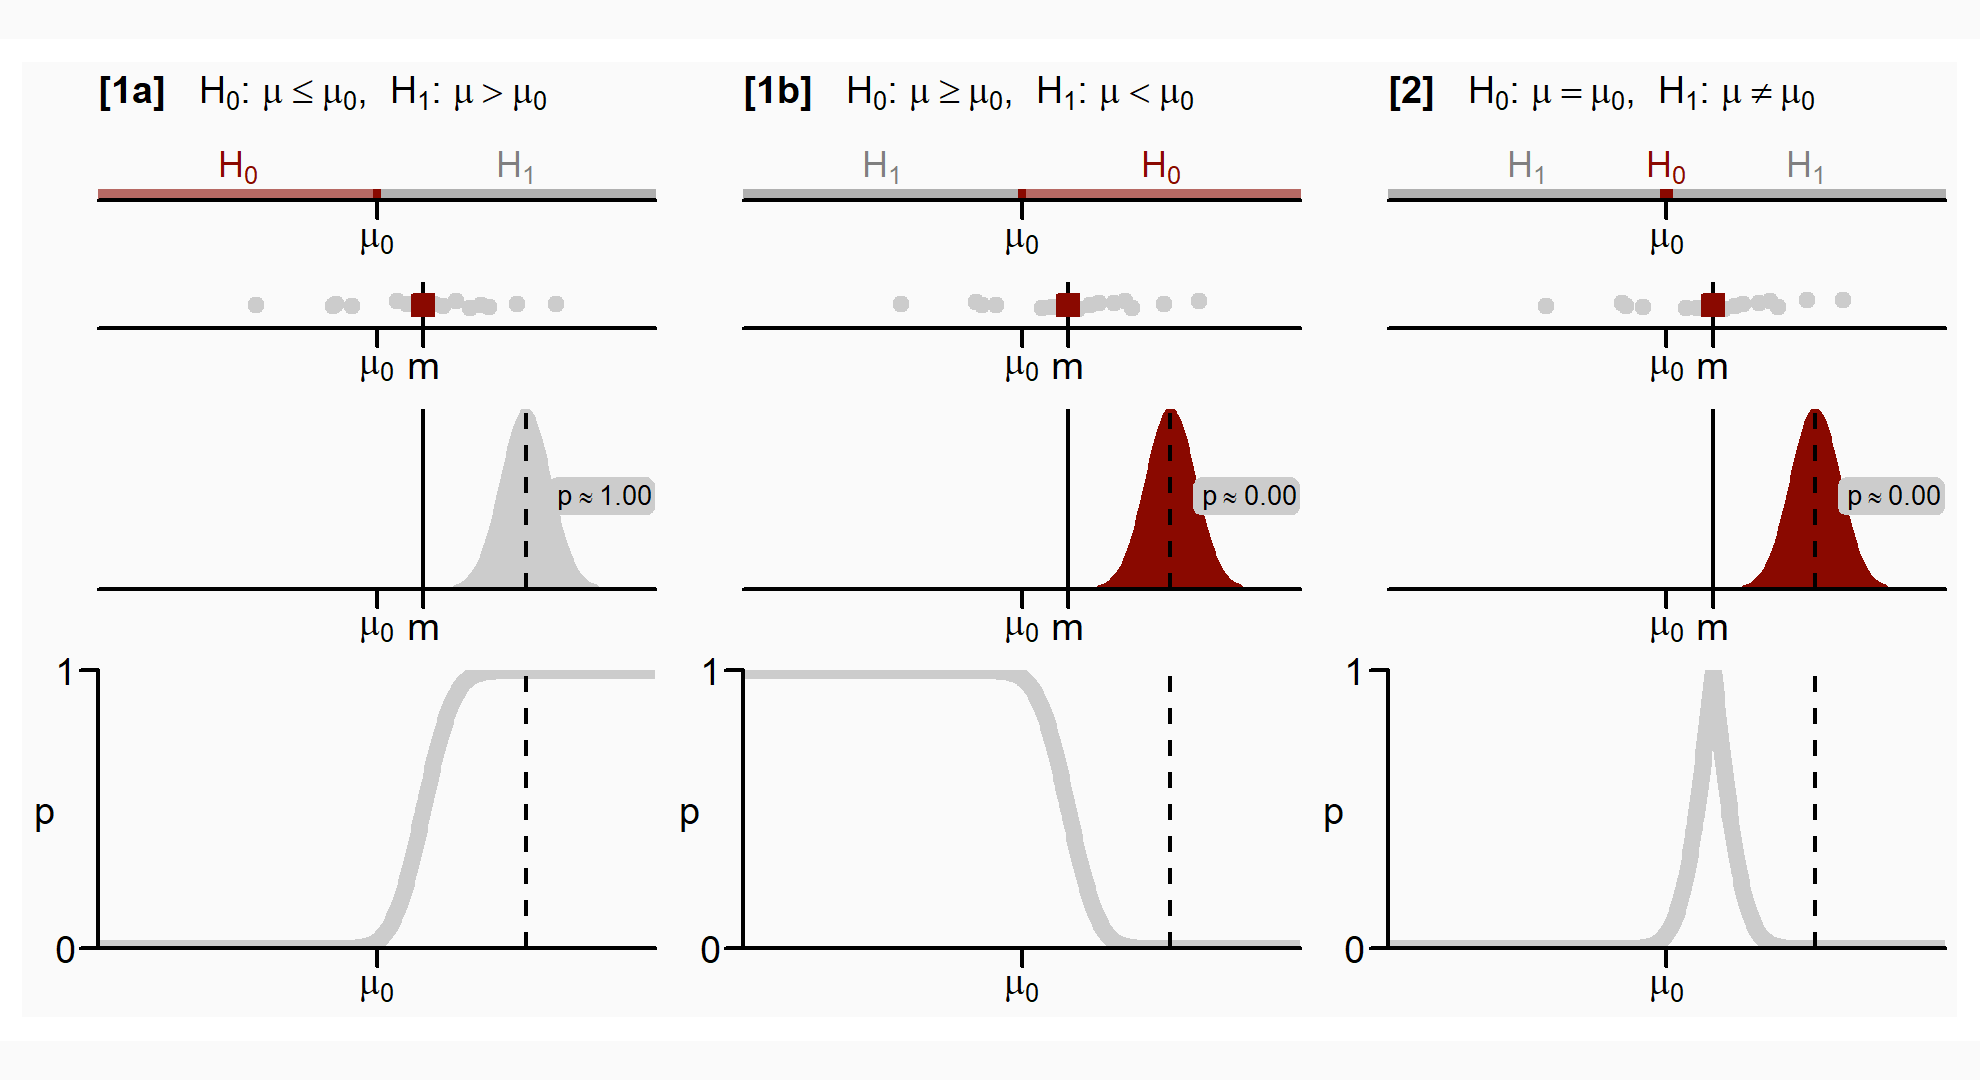 [1a] H₀: μ ≤ μ₀, H₁: μ > μ₀
H₀ H₁
μ₀
μ₀ m
p ≈ 1.00
μ₀ m
1
p
0
μ₀
[1b] H₀: μ ≥ μ₀, H₁: μ < μ₀
H₁ H₀
μ₀
μ₀ m
p ≈ 0.00
μ₀ m
1
p
0
μ₀
[2] H₀: μ = μ₀, H₁: μ ≠ μ₀
H₁ H₀ H₁
μ₀
μ₀ m
p ≈ 0.00
μ₀ m
1
p
0
μ₀